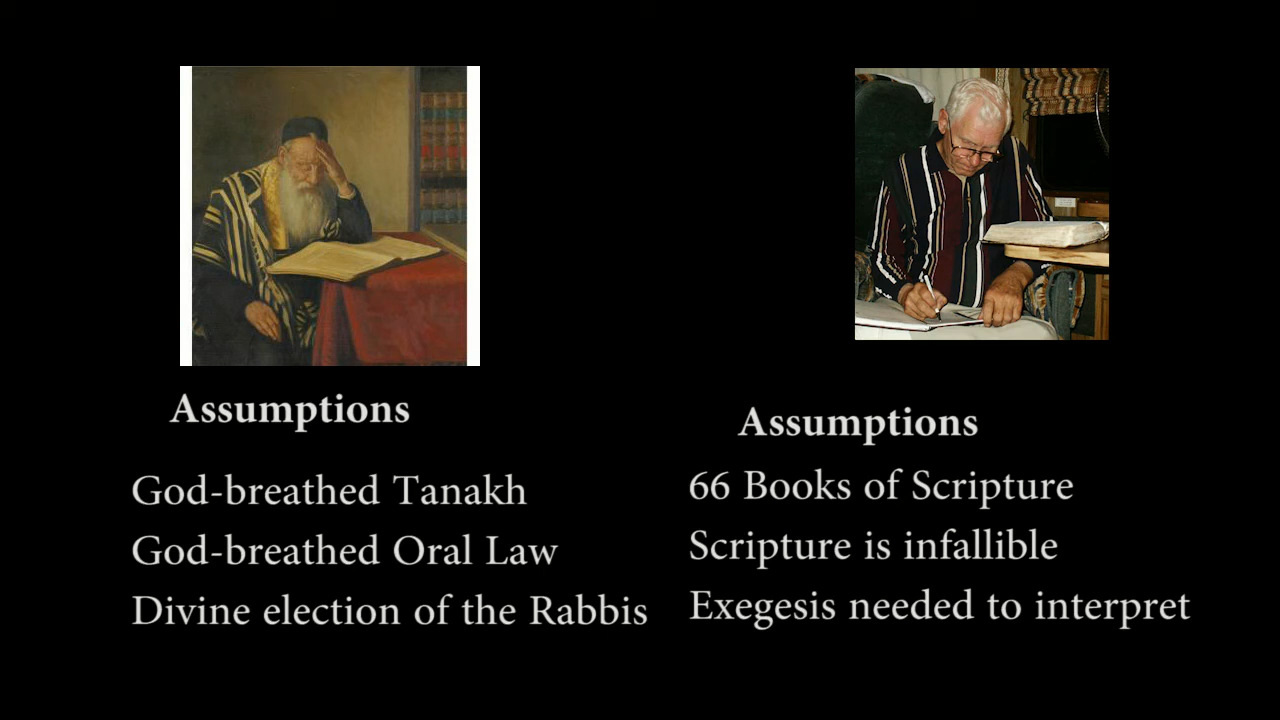 Assumptions
God-breathed Tanakh
God-breathed Oral Law
Divine election of the Rabbis
Assumptions
66 Books of Scripture
Scripture is infallible
Exegesis needed to interpret